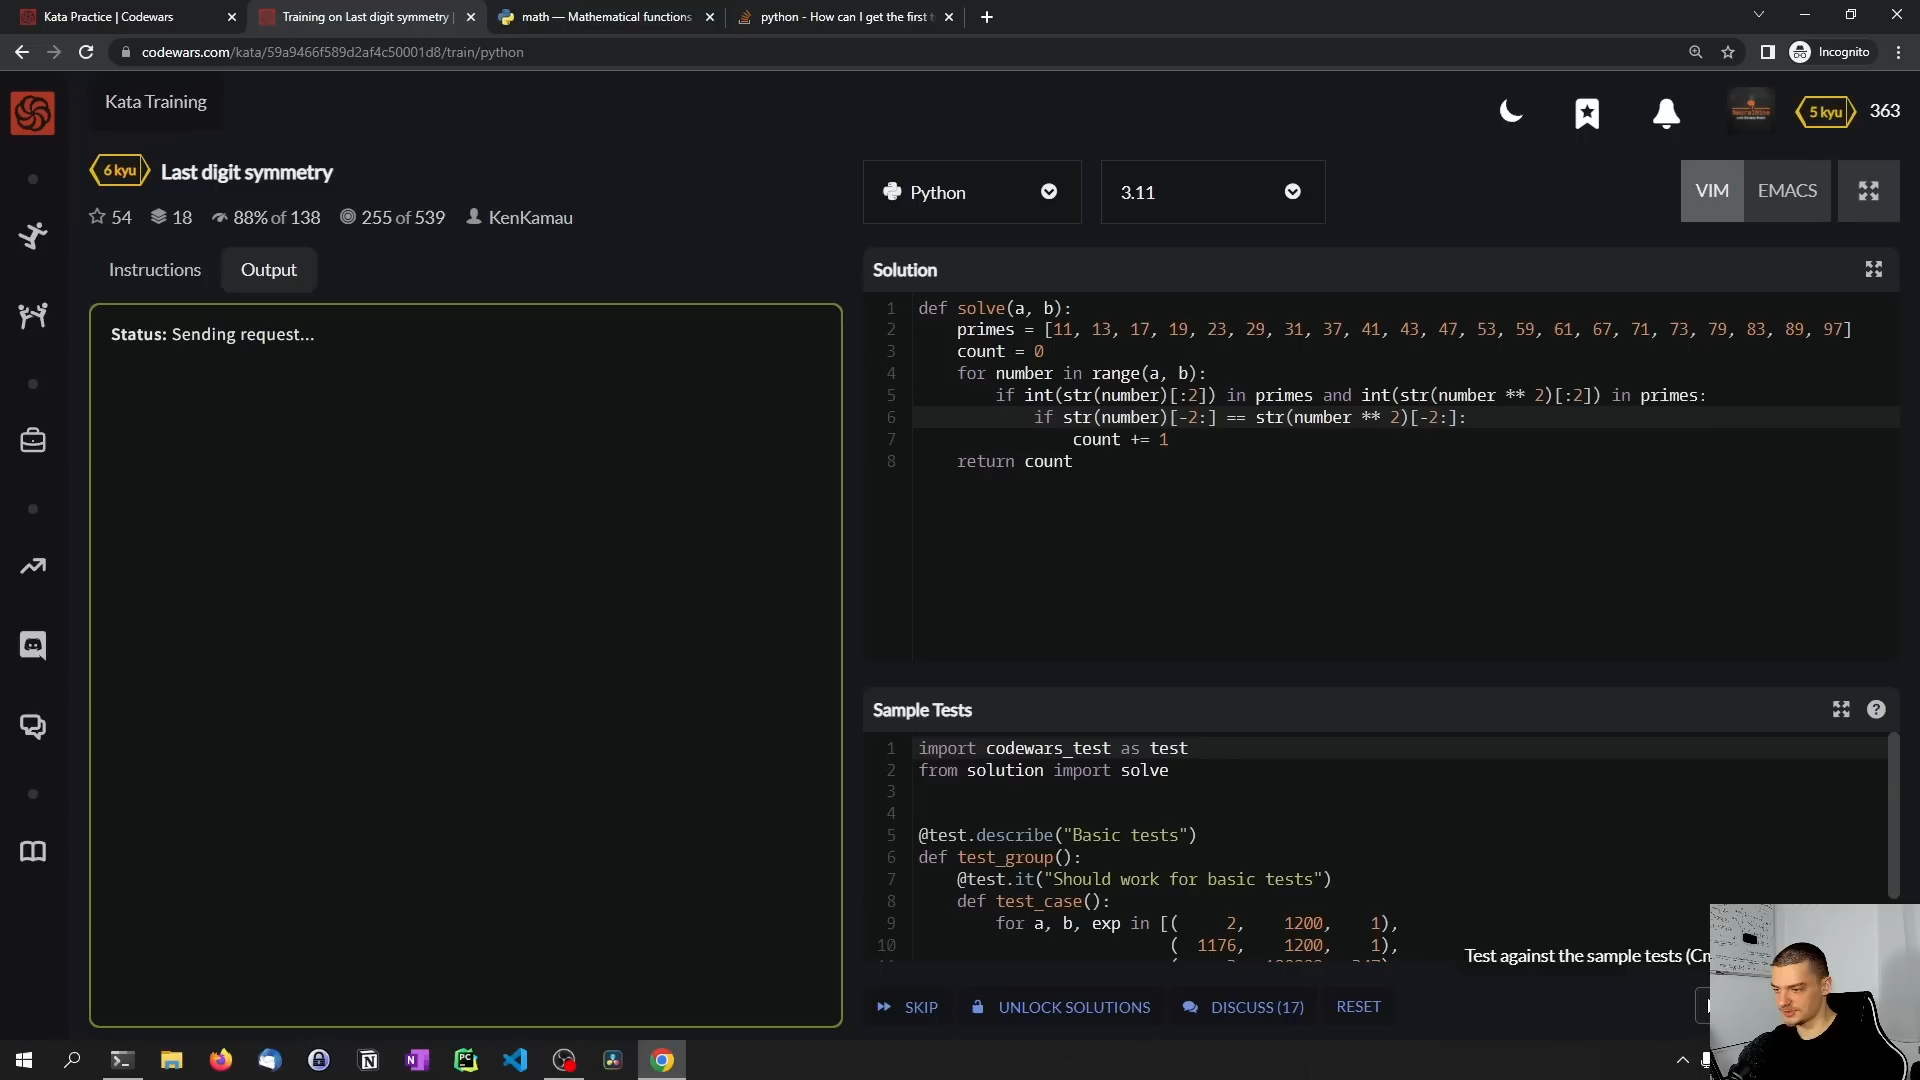 Kata Practice | Codewars
Training on Last digit symmetry |
math — Mathematical functions
python - How can I get the first t
codewars.com/kata/59a9466f589d2af4c50001d8/train/python
Incognito
Kata Training
5 kyu
363
6 kyu
Last digit symmetry
54
18
88% of 138
255 of 539
KenKamau
Python
3.11
VIM
EMACS
Instructions
Output
Status: Sending request...
Solution
1 def solve(a, b):
2 primes = [11, 13, 17, 19, 23, 29, 31, 37, 41, 43, 47, 53, 59, 61, 67, 71, 73, 79, 83, 89, 97]
3 count = 0
4 for number in range(a, b):
5 if int(str(number)[:2]) in primes and int(str(number ** 2)[:2]) in primes:
6 if str(number)[-2:] == str(number ** 2)[-2:]:
7 count += 1
8 return count
Sample Tests
1 import codewars_test as test
2 from solution import solve
3
4
5 @test.describe("Basic tests")
6 def test_group():
7 @test.it("Should work for basic tests")
8 def test_case():
9 for a, b, exp in [( 2, 1200, 1),
10 ( 1176, 1200, 1),
Test against the sample tests (Cm
SKIP
UNLOCK SOLUTIONS
DISCUSS (17)
RESET